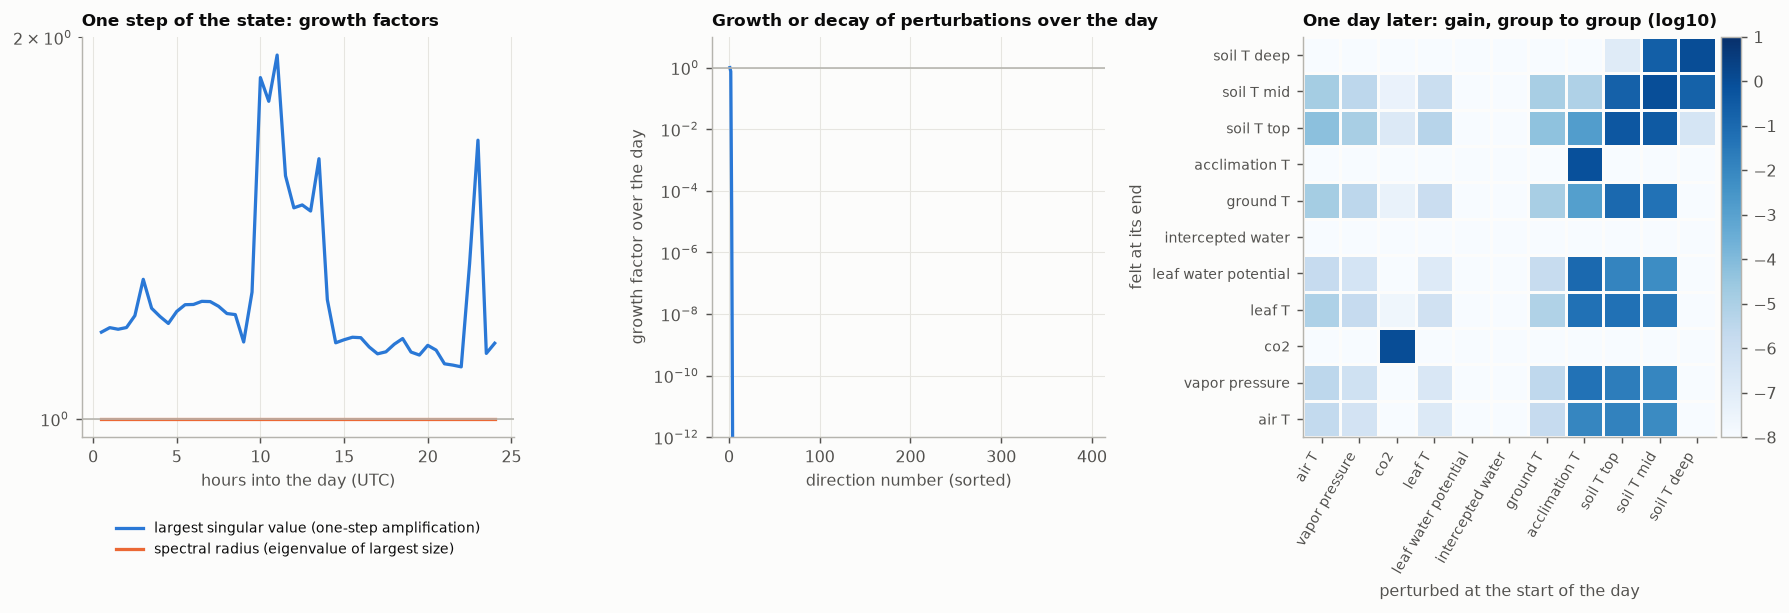 One step of the state: growth factors
2 × 10⁰
10⁰
0 5 10 15 20 25
hours into the day (UTC)
largest singular value (one-step amplification)
spectral radius (eigenvalue of largest size)
Growth or decay of perturbations over the day
growth factor over the day
10⁰
10⁻²
10⁻⁴
10⁻⁶
10⁻⁸
10⁻¹⁰
10⁻¹²
0 100 200 300 400
direction number (sorted)
One day later: gain, group to group (log10)
felt at its end
soil T deep
soil T mid
soil T top
acclimation T
ground T
intercepted water
leaf water potential
leaf T
co2
vapor pressure
air T
air T
vapor pressure
co2
leaf T
leaf water potential
intercepted water
ground T
acclimation T
soil T top
soil T mid
soil T deep
perturbed at the start of the day
1
0
−1
−2
−3
−4
−5
−6
−7
−8